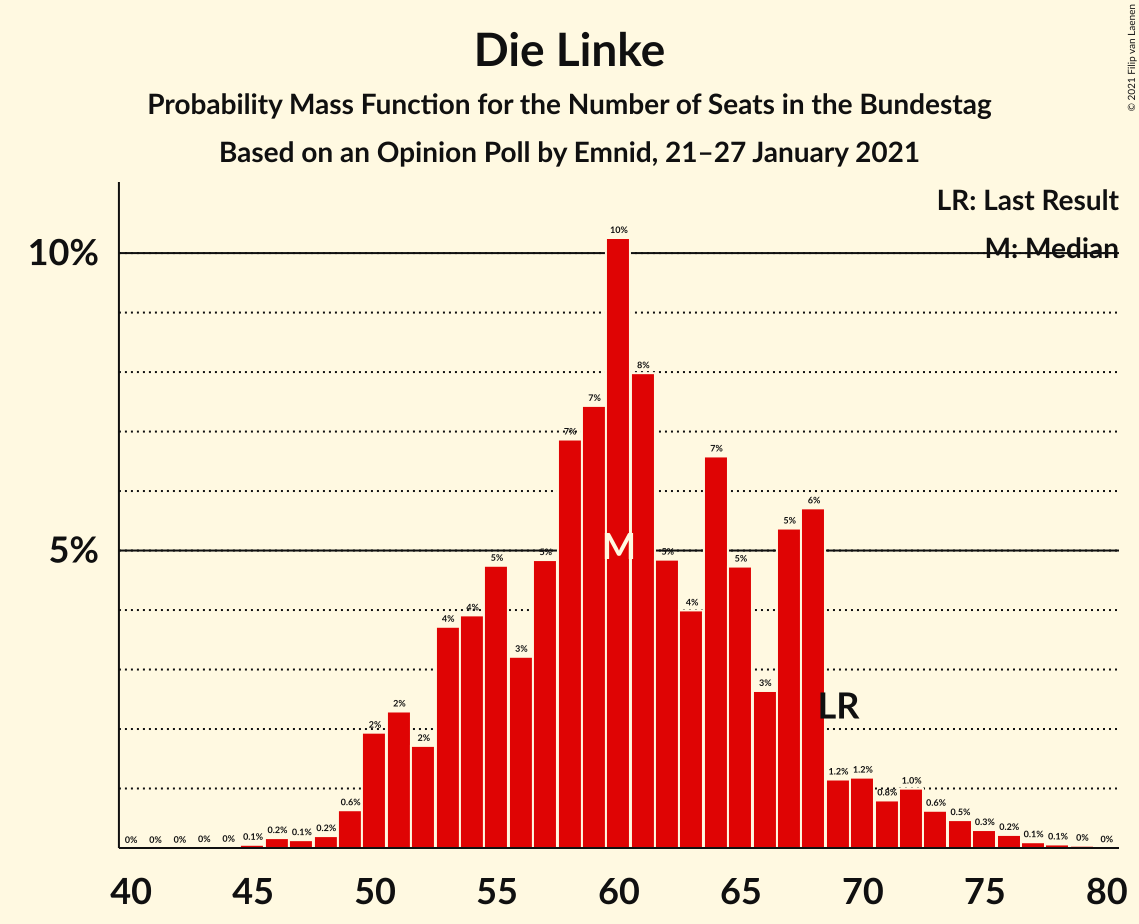 Die Linke
Probability Mass Function for the Number of Seats in the Bundestag
Based on an Opinion Poll by Emnid, 21–27 January 2021
© 2021 Filip van Laenen
LR: Last Result
M: Median
10%
5%
0% 0% 0% 0% 0% 0.1% 0.2% 0.1% 0.2% 0.6% 2% 2% 2% 4% 4% 5% 3% 5% 7% 7% 10% 8% 5% 4% 7% 5% 3% 5% 6% 1.2% 1.2% 0.8% 1.0% 0.6% 0.5% 0.3% 0.2% 0.1% 0.1% 0% 0%
M
LR
40 45 50 55 60 65 70 75 80